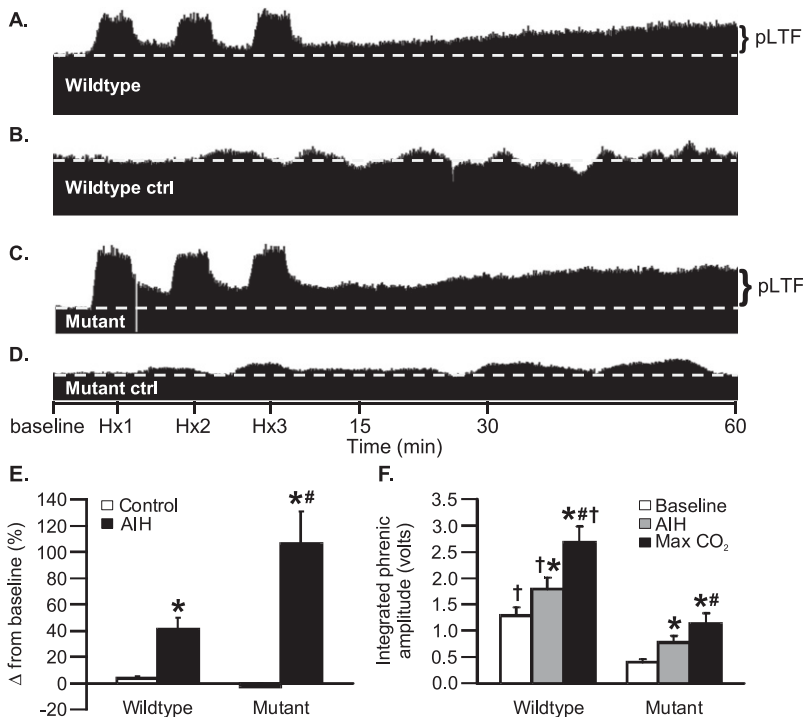 A.
pLTF
Wildtype
B.
Wildtype ctrl
C.
pLTF
Mutant
D.
Mutant ctrl
baseline Hx1 Hx2 Hx3 15 30 60
Time (min)
E.
Δ from baseline (%)
140
120
100
80
60
40
20
0
-20
Control
AIH
*
*#
Wildtype Mutant
F.
Integrated phrenic
amplitude (volts)
3.5
3.0
2.5
2.0
1.5
1.0
0.5
0.0
Baseline
AIH
Max CO₂
†
†*
*#†
*
*#
Wildtype Mutant